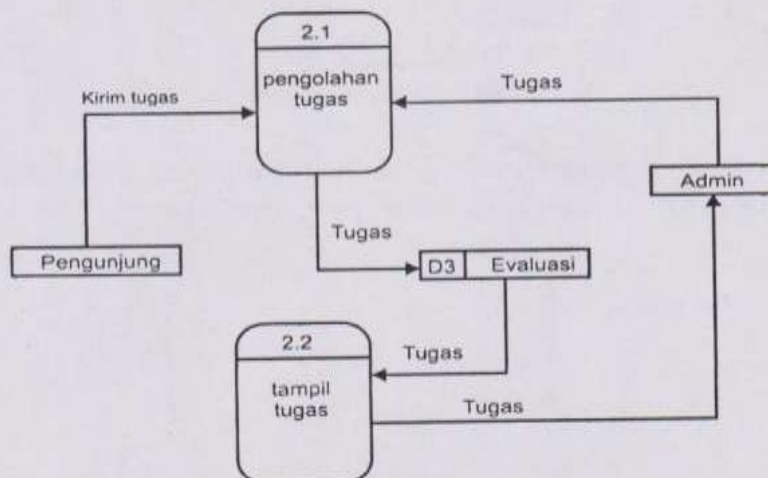 2.1
pengolahan
tugas
Kirim tugas
Tugas
Admin
Tugas
Pengunjung
D3 Evaluasi
2.2
tampil
tugas
Tugas
Tugas